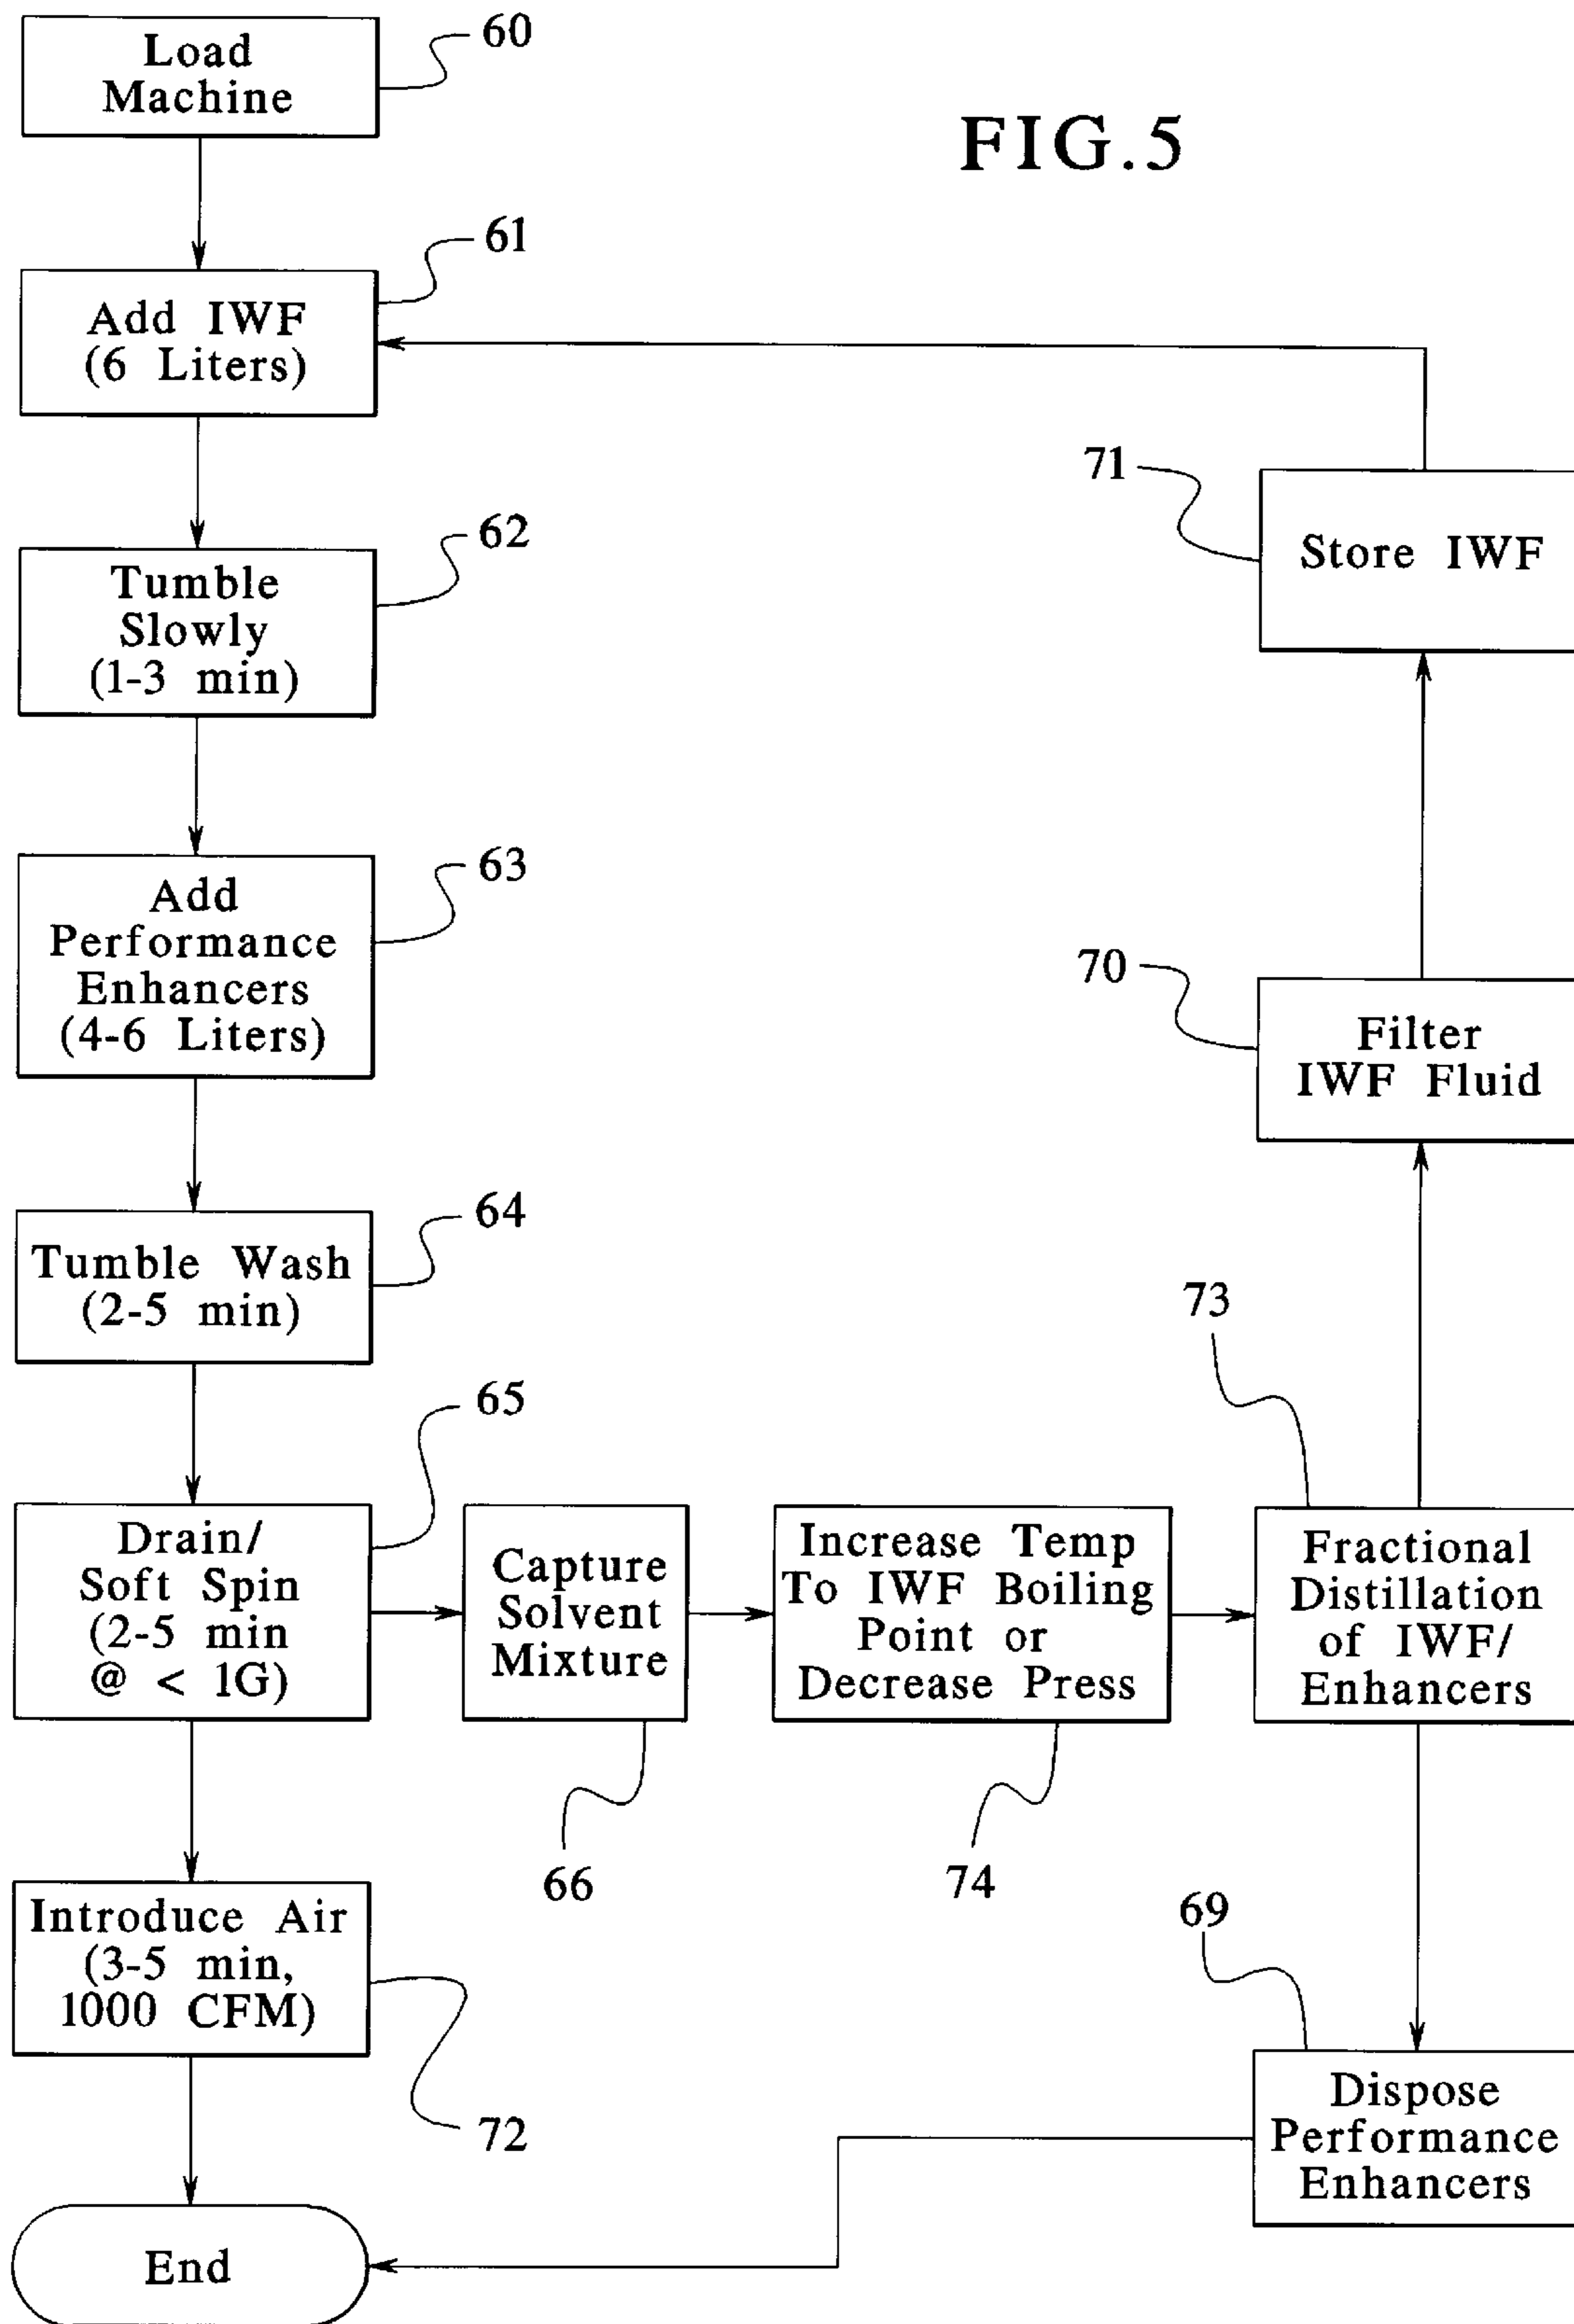 FIG.5
Load
Machine
60
Add IWF
(6 Liters)
61
Tumble
Slowly
(1-3 min)
62
Add
Performance
Enhancers
(4-6 Liters)
63
Tumble Wash
(2-5 min)
64
Drain/
Soft Spin
(2-5 min
@ < 1G)
65
Capture
Solvent
Mixture
66
Increase Temp
To IWF Boiling
Point or
Decrease Press
74
Fractional
Distillation
of IWF/
Enhancers
73
Filter
IWF Fluid
70
Store IWF
71
Dispose
Performance
Enhancers
69
Introduce Air
(3-5 min,
1000 CFM)
72
End